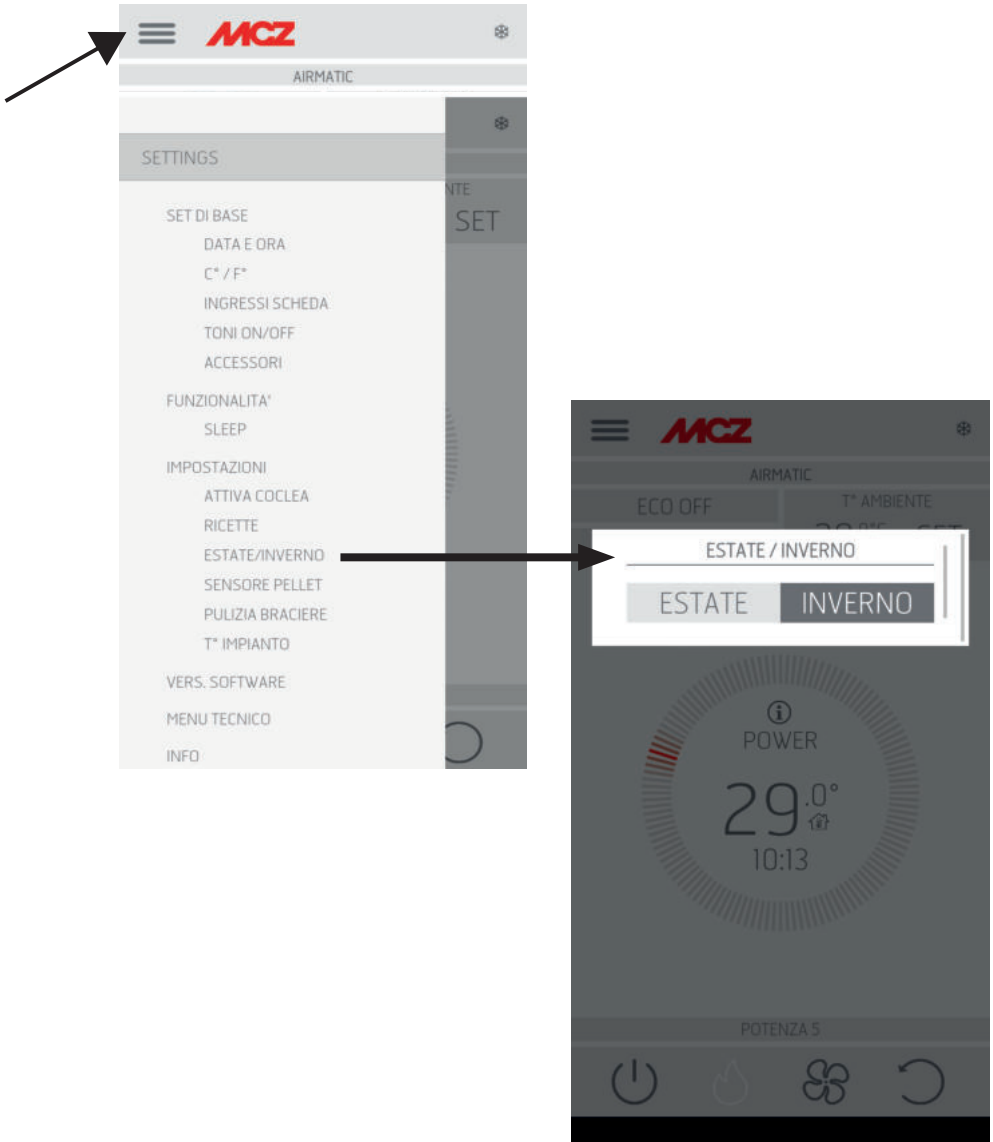 MCZ
AIRMATIC
SETTINGS
NTE
SET
SET DI BASE
DATA E ORA
C° / F°
INGRESSI SCHEDA
TONI ON/OFF
ACCESSORI
FUNZIONALITA'
SLEEP
IMPOSTAZIONI
ATTIVA COCLEA
RICETTE
ESTATE/INVERNO
SENSORE PELLET
PULIZIA BRACIERE
T° IMPIANTO
VERS. SOFTWARE
MENU TECNICO
INFO
MCZ
AIRMATIC
ECO OFF
T° AMBIENTE
ESTATE / INVERNO
ESTATE INVERNO
POWER
29.0°
10:13
POTENZA 5